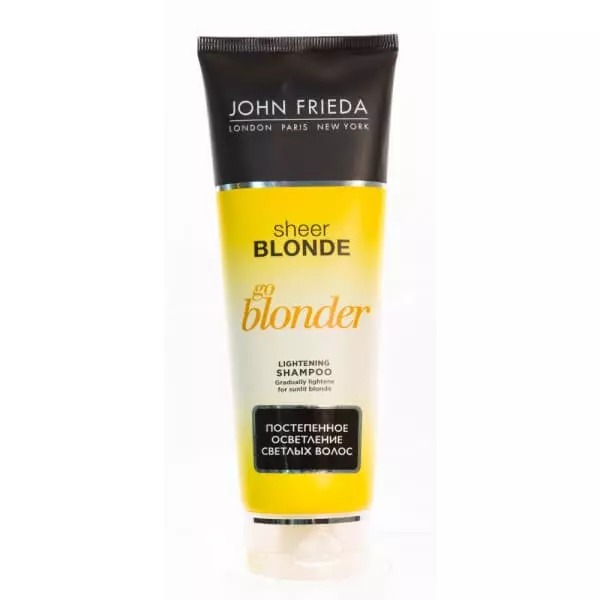 JOHN FRIEDA
LONDON PARIS NEW YORK
sheer
BLONDE
go
blonder
LIGHTENING
SHAMPOO
Gradually lightens
for sunlit blonde
ПОСТЕПЕННОЕ
ОСВЕТЛЕНИЕ
СВЕТЛЫХ ВОЛОС